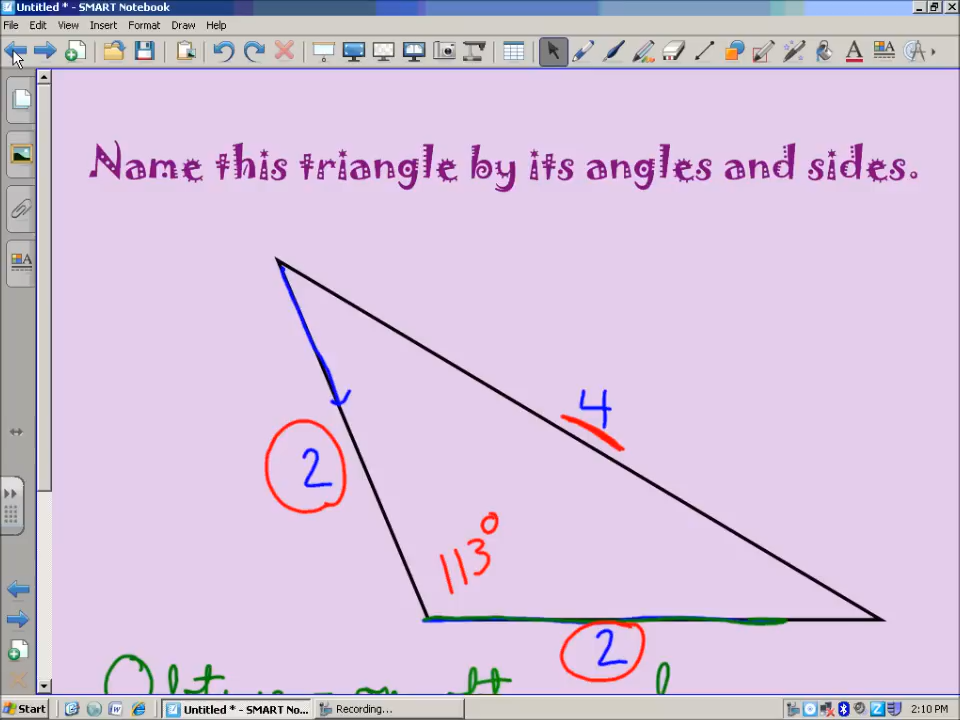 Untitled * - SMART Notebook
File Edit View Insert Format Draw Help
Name this triangle by its angles and sides.
4
2
113°
2
Start
Untitled * - SMART No...
Recording...
2:10 PM